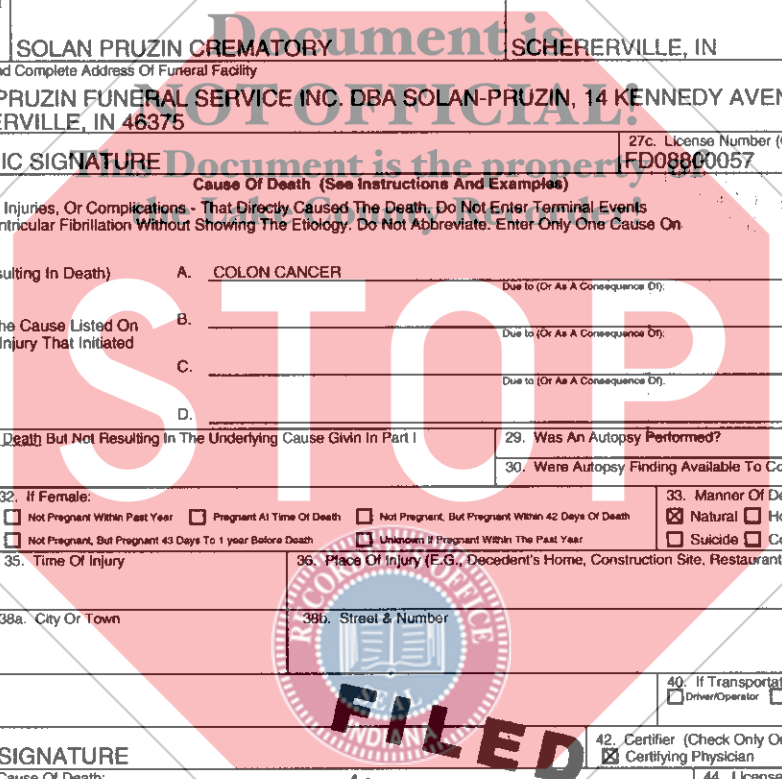 Document is
SOLAN PRUZIN CREMATORY SCHERERVILLE, IN
nd Complete Address Of Funeral Facility
NOT OFFICIAL!
PRUZIN FUNERAL SERVICE INC. DBA SOLAN-PRUZIN, 14 KENNEDY AVEN
ERVILLE, IN 46375
27c. License Number (
IC SIGNATURE FD08800057
This Document is the property of
Cause Of Death (See Instructions And Examples)
the Lake County Recorder!
Injuries, Or Complications - That Directly Caused The Death. Do Not Enter Terminal Events
ntricular Fibrillation Without Showing The Etiology. Do Not Abbreviate. Enter Only One Cause On
sulting In Death) A. COLON CANCER
Due to (Or As A Consequence Of):
STOP
he Cause Listed On B.
Due to (Or As A Consequence Of):
Injury That Initiated
C.
Due to (Or As A Consequence Of).
D.
Death But Not Resulting In The Underlying Cause Givin In Part I 29. Was An Autopsy Performed?
30. Were Autopsy Finding Available To Co
32. If Female: 33. Manner Of De
Not Pregnant Within Past Year Pregnant At Time Of Death Not Pregnant, But Pregnant Within 42 Days Of Death Natural Ho
Not Pregnant, But Pregnant 43 Days To 1 year Before Death Unknown If Pregnant Within The Past Year Suicide Co
35. Time Of Injury 36. Place Of Injury (E.G., Decedent's Home, Construction Site, Restaurant
38a. City Or Town 38b. Street & Number
RECORDER'S OFFICE
SEAL
INDIANA
40. If Transportat
Driver/Operator
FILED
42. Certifier (Check Only On
SIGNATURE Certifying Physician
Cause Of Death: 44. License